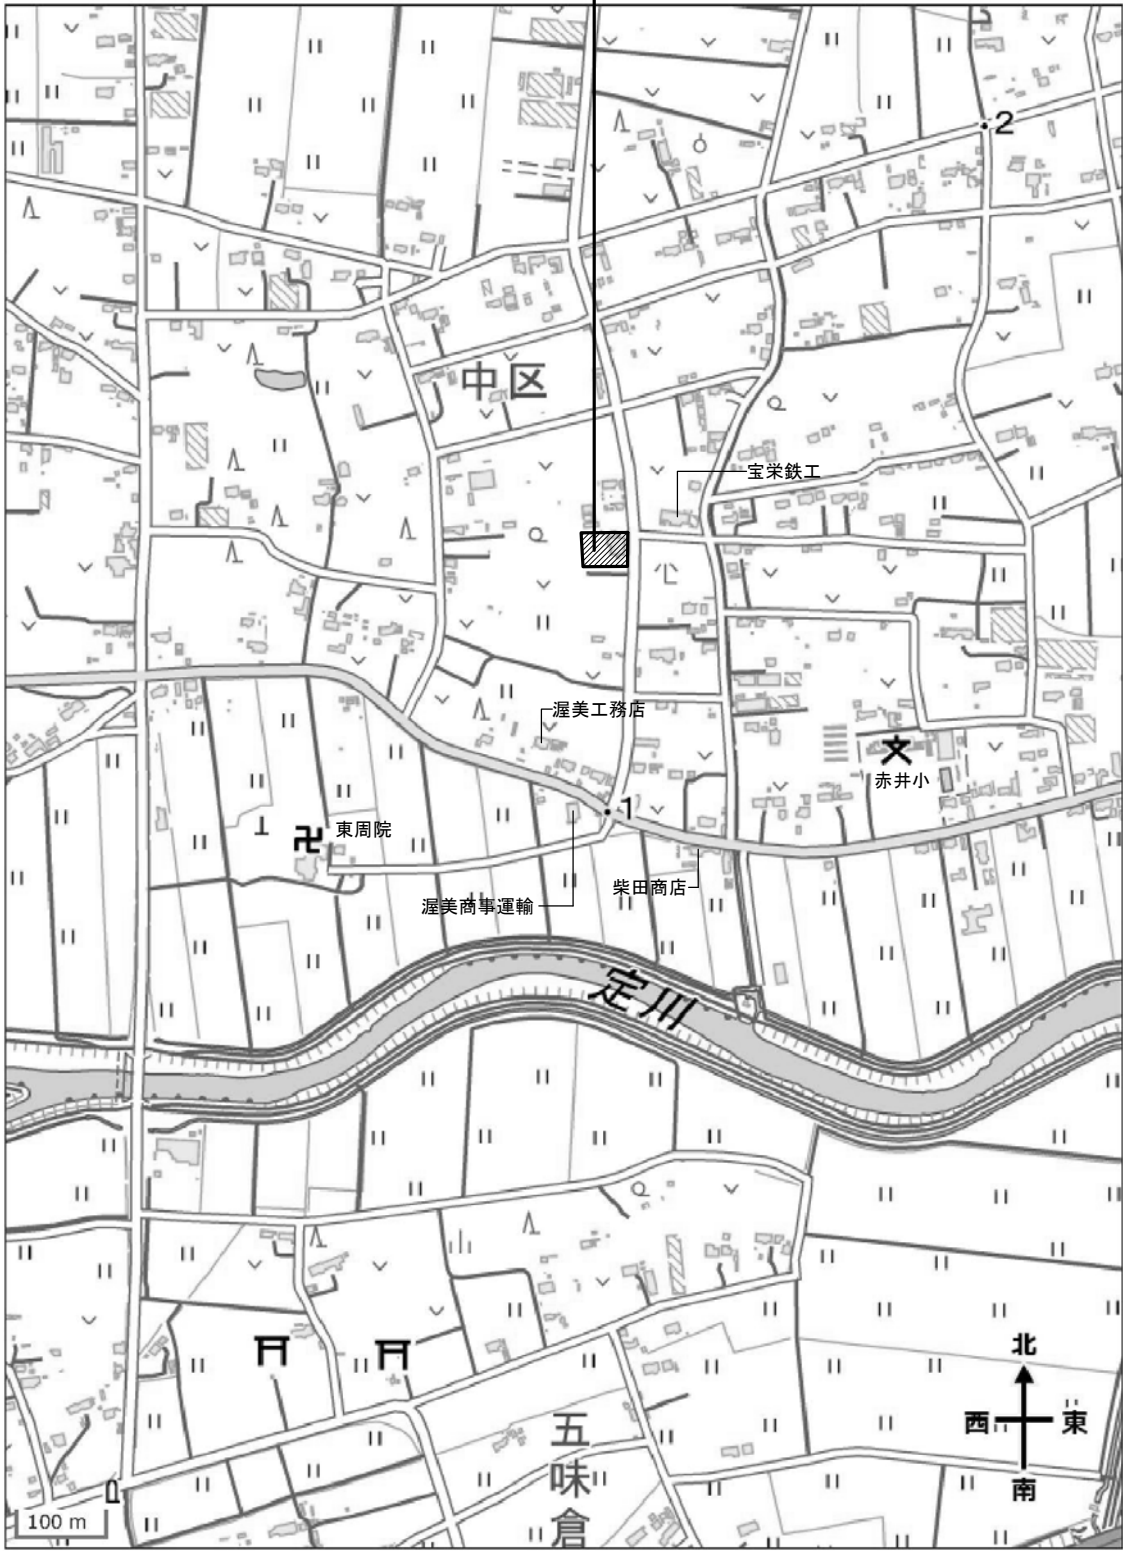 2
中区
宝栄鉄工
渥美工務店
赤井小
1
東周院
柴田商店
渥美商事運輸
定川
北
西
東
南
五味倉
100 m